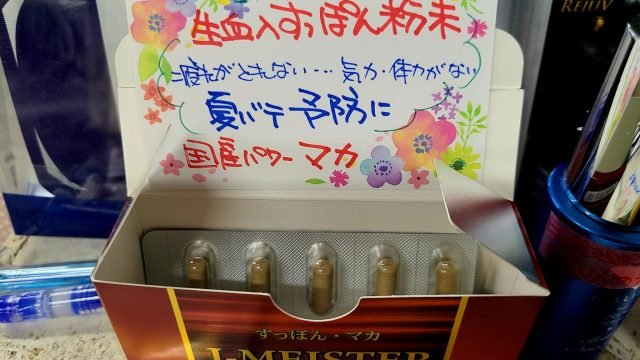 生血入すっぽん粉末
疲れがとれない…気力・体力がない
夏バテ予防に
国産パワーマカ
REJUV
すっぽん・マカ
J-MEISTER